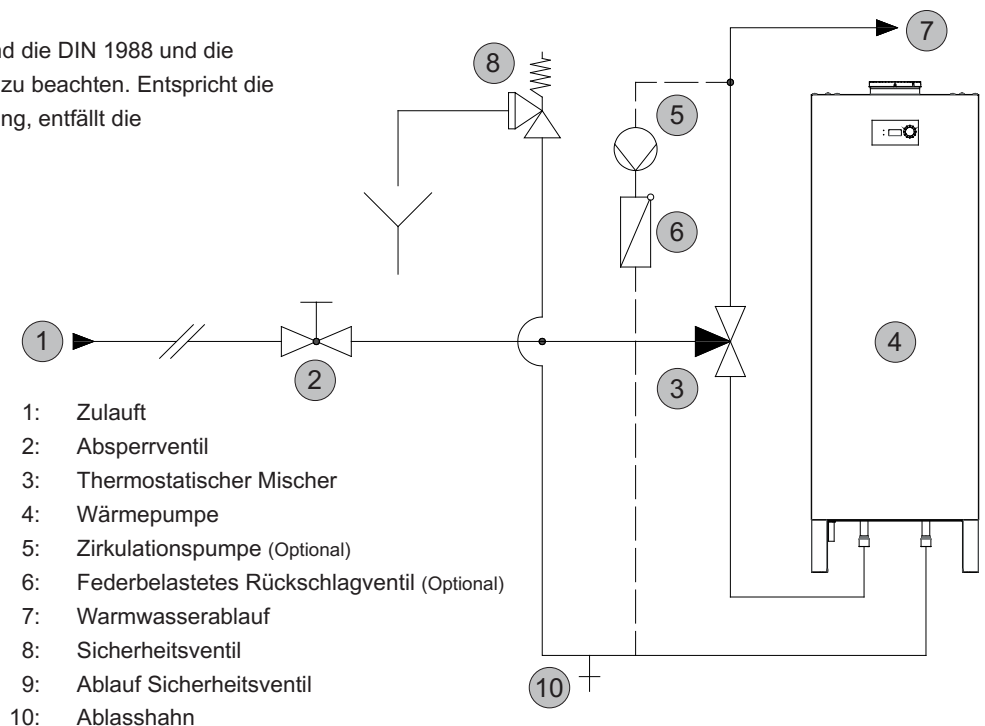 nd die DIN 1988 und die
zu beachten. Entspricht die
ng, entfällt die
7
8
5
6
1
2
3
4
1: Zulauft
2: Absperrventil
3: Thermostatischer Mischer
4: Wärmepumpe
5: Zirkulationspumpe (Optional)
6: Federbelastetes Rückschlagventil (Optional)
7: Warmwasserablauf
8: Sicherheitsventil
9: Ablauf Sicherheitsventil
10: Ablasshahn
10